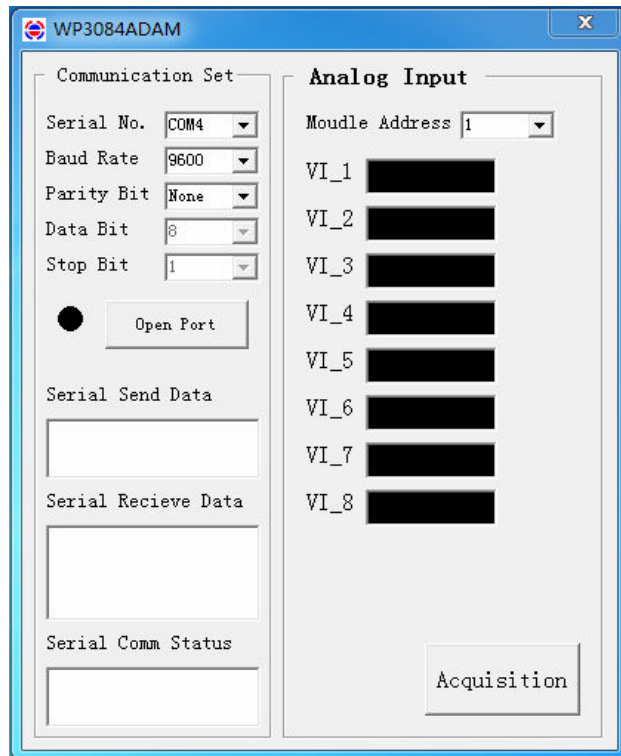 WP3084ADAM
Communication Set
Serial No. COM4
Baud Rate 9600
Parity Bit None
Data Bit 8
Stop Bit 1
Open Port
Serial Send Data
Serial Recieve Data
Serial Comm Status
Analog Input
Moudle Address 1
VI_1
VI_2
VI_3
VI_4
VI_5
VI_6
VI_7
VI_8
Acquisition